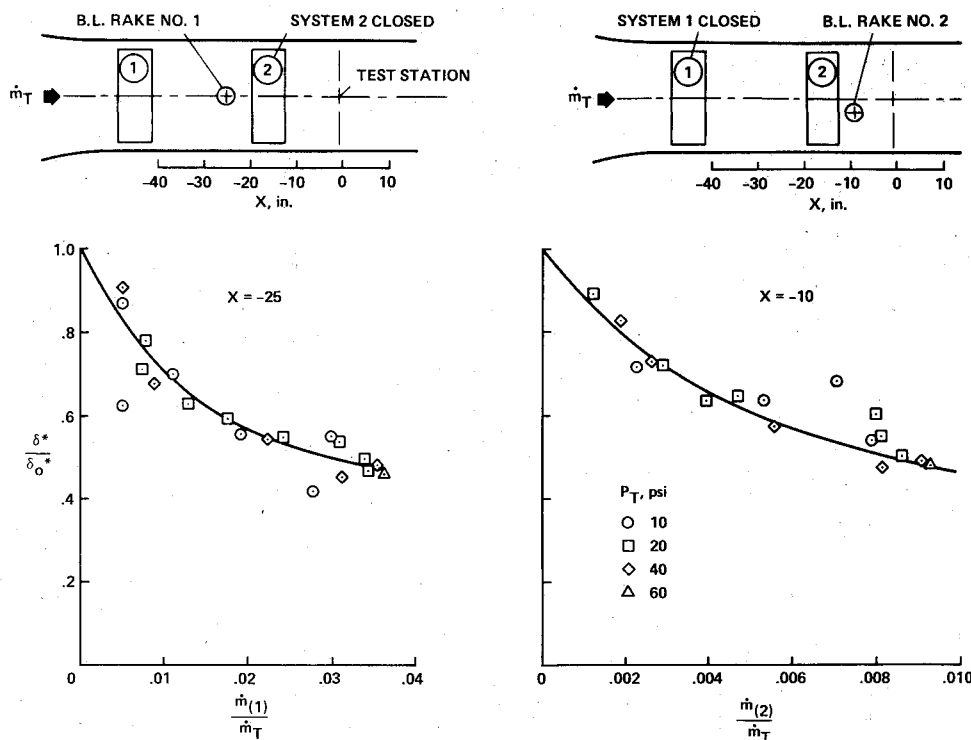 B.L. RAKE NO. 1
SYSTEM 2 CLOSED
1
2
TEST STATION
ṁT
-40 -30 -20 -10 0 10
X, in.
SYSTEM 1 CLOSED
B.L. RAKE NO. 2
1
2
ṁT
-40 -30 -20 -10 0 10
X, in.
1.0
.8
.6
.4
.2
δ*
δo*
X = -25
0 .01 .02 .03 .04
ṁ(1)
ṁT
X = -10
PT, psi
10
20
40
60
0 .002 .004 .006 .008 .010
ṁ(2)
ṁT